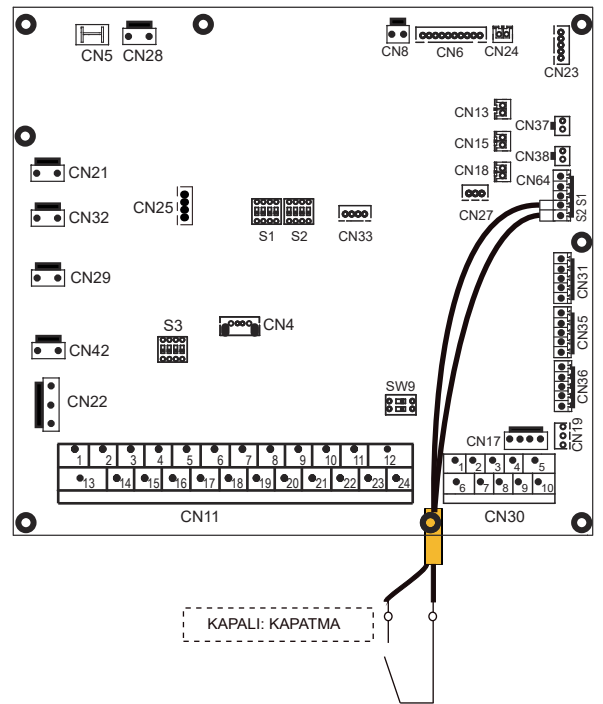 CN5 CN28 CN8 CN6 CN24 CN23
CN13 CN37
CN15 CN38
CN18 CN64
CN21
CN32 CN25 S1 S2 CN33 CN27 S2 S1
CN29 CN31
S3 CN4 CN35
CN42
CN22 SW9 CN36
CN17 CN19
1 2 3 4 5 6 7 8 9 10 11 12
13 14 15 16 17 18 19 20 21 22 23 24
CN11
1 2 3 4 5
6 7 8 9 10
CN30
KAPALI: KAPATMA